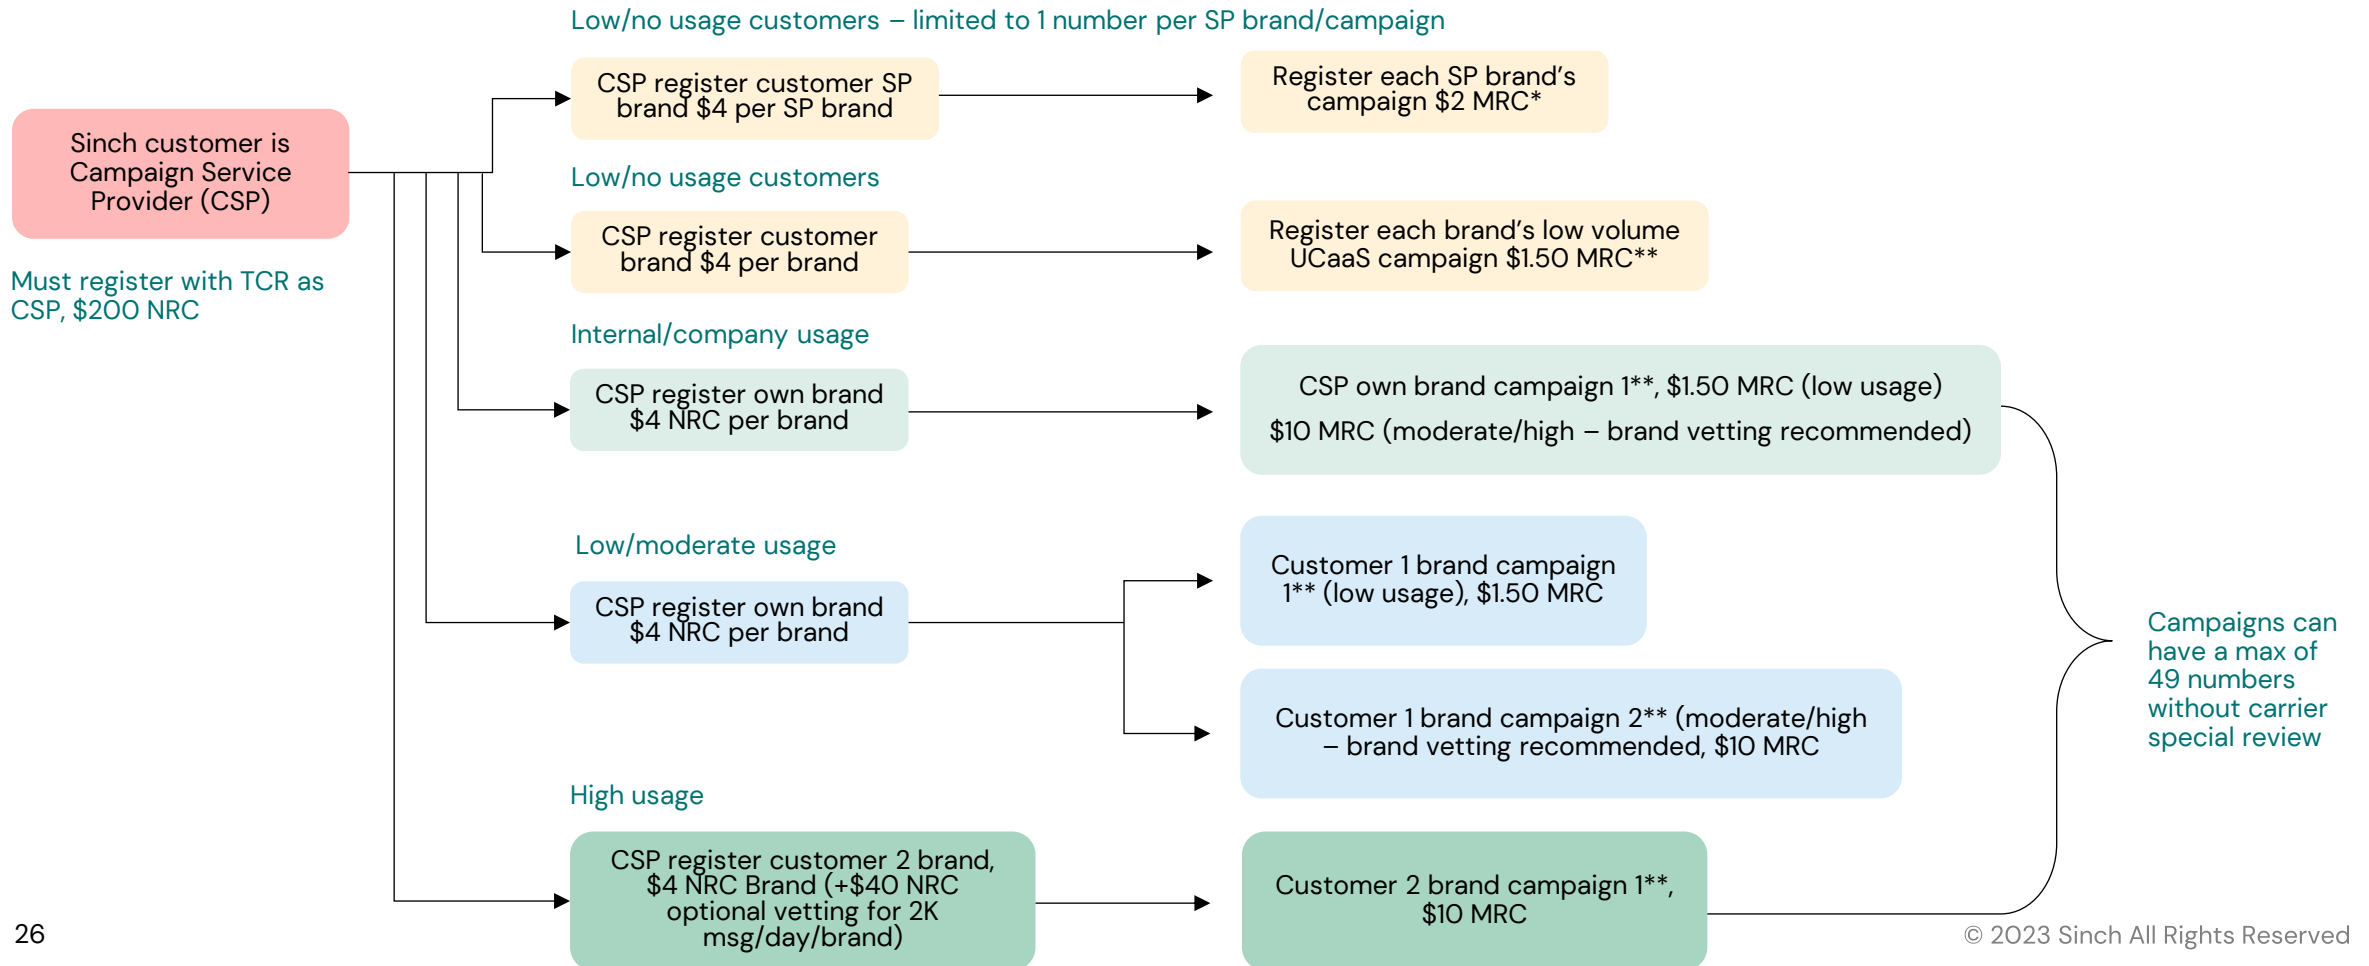 Low/no usage customers – limited to 1 number per SP brand/campaign
CSP register customer SP
brand $4 per SP brand
Register each SP brand’s
campaign $2 MRC*
Sinch customer is
Campaign Service
Provider (CSP)
Must register with TCR as
CSP, $200 NRC
Low/no usage customers
CSP register customer
brand $4 per brand
Register each brand’s low volume
UCaaS campaign $1.50 MRC**
Internal/company usage
CSP register own brand
$4 NRC per brand
CSP own brand campaign 1**, $1.50 MRC (low usage)
$10 MRC (moderate/high – brand vetting recommended)
Low/moderate usage
CSP register own brand
$4 NRC per brand
Customer 1 brand campaign
1** (low usage), $1.50 MRC
Customer 1 brand campaign 2** (moderate/high
– brand vetting recommended, $10 MRC
High usage
CSP register customer 2 brand,
$4 NRC Brand (+$40 NRC
optional vetting for 2K
msg/day/brand)
Customer 2 brand campaign 1**,
$10 MRC
Campaigns can
have a max of
49 numbers
without carrier
special review
26
© 2023 Sinch All Rights Reserved